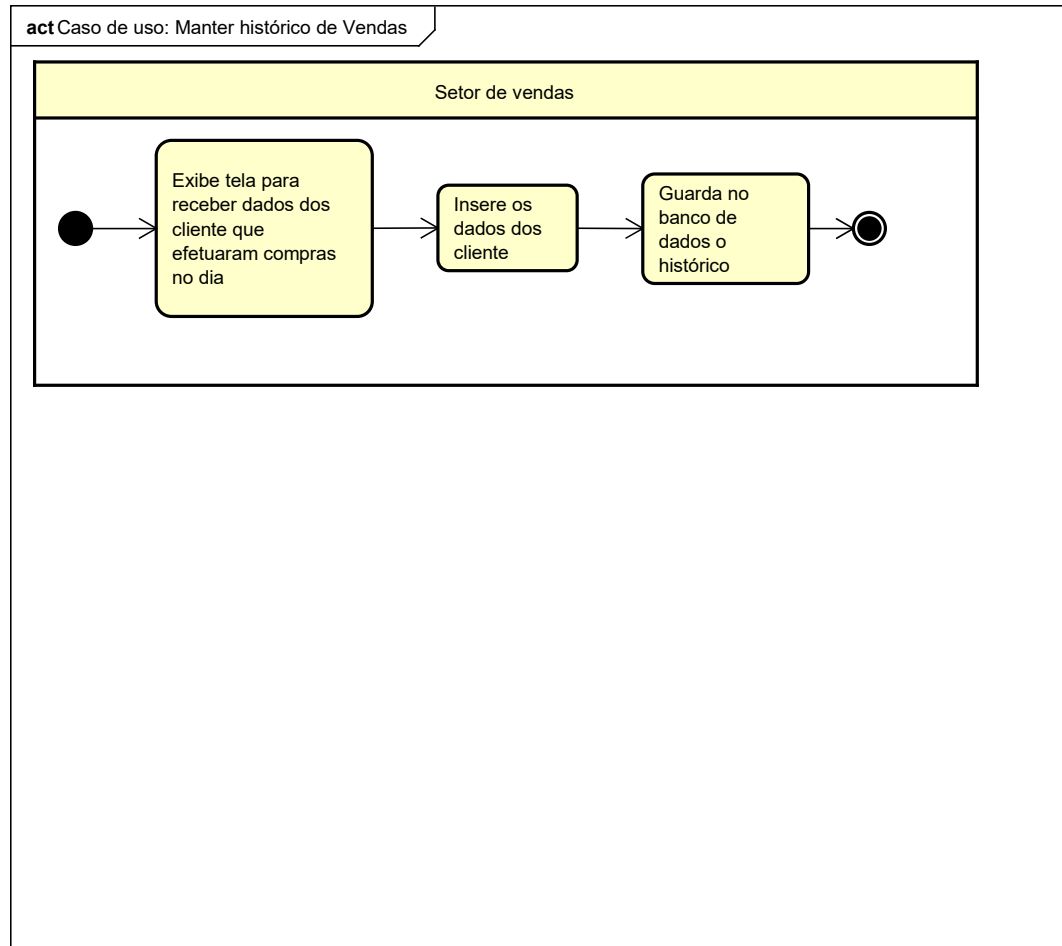 act Caso de uso: Manter histórico de Vendas
Setor de vendas
Exibe tela para
receber dados dos
cliente que
efetuaram compras
no dia
Insere os
dados dos
cliente
Guarda no
banco de
dados o
histórico